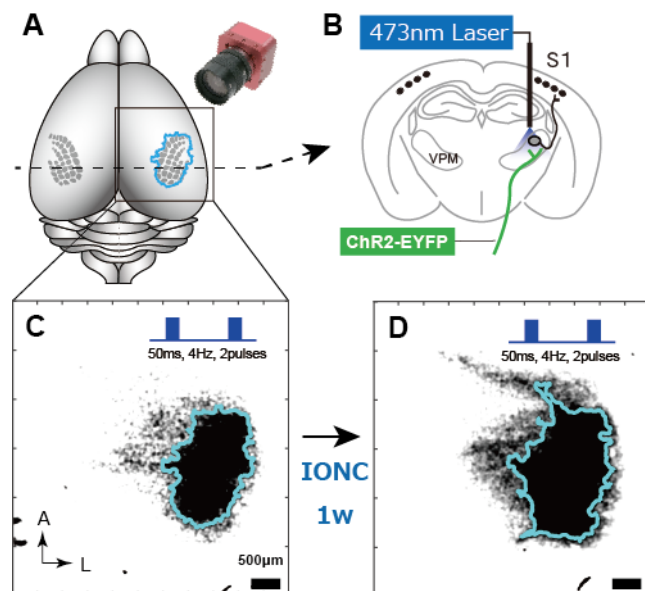 A
B
473nm Laser
S1
VPM
ChR2-EYFP
C
50ms, 4Hz, 2pulses
A
L
500μm
IONC
1w
D
50ms, 4Hz, 2pulses